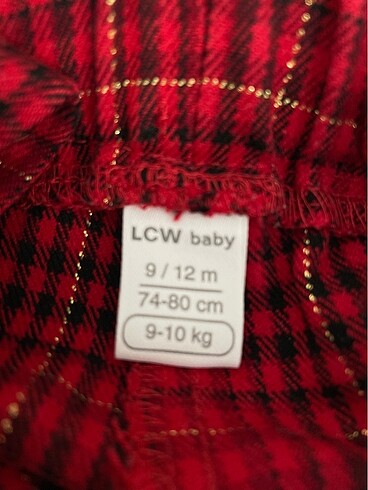 LCW baby
9 / 12 m
74-80 cm
9-10 kg